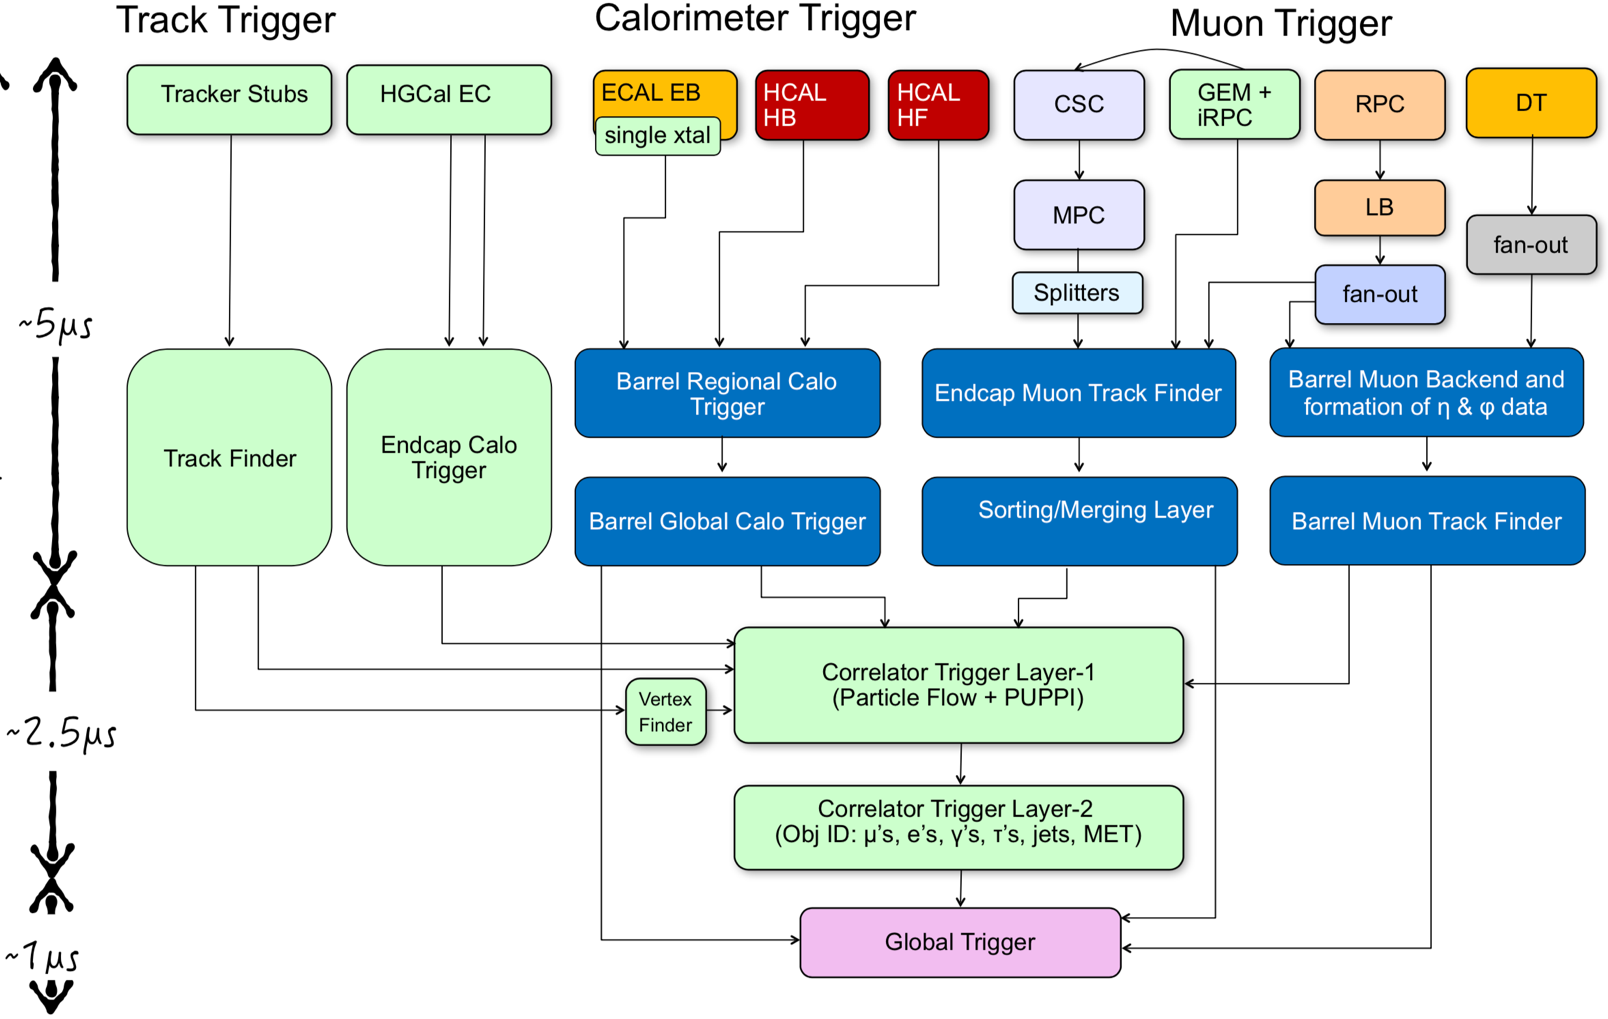 Track Trigger
Calorimeter Trigger
Muon Trigger
Tracker Stubs
HGCal EC
ECAL EB
single xtal
HCAL
HB
HCAL
HF
CSC
GEM +
iRPC
RPC
DT
MPC
LB
fan-out
Splitters
fan-out
~5μs
Track Finder
Endcap Calo
Trigger
Barrel Regional Calo
Trigger
Endcap Muon Track Finder
Barrel Muon Backend and
formation of η & φ data
Barrel Global Calo Trigger
Sorting/Merging Layer
Barrel Muon Track Finder
~2.5μs
Vertex
Finder
Correlator Trigger Layer-1
(Particle Flow + PUPPI)
Correlator Trigger Layer-2
(Obj ID: μ’s, e’s, γ’s, τ’s, jets, MET)
~1μs
Global Trigger